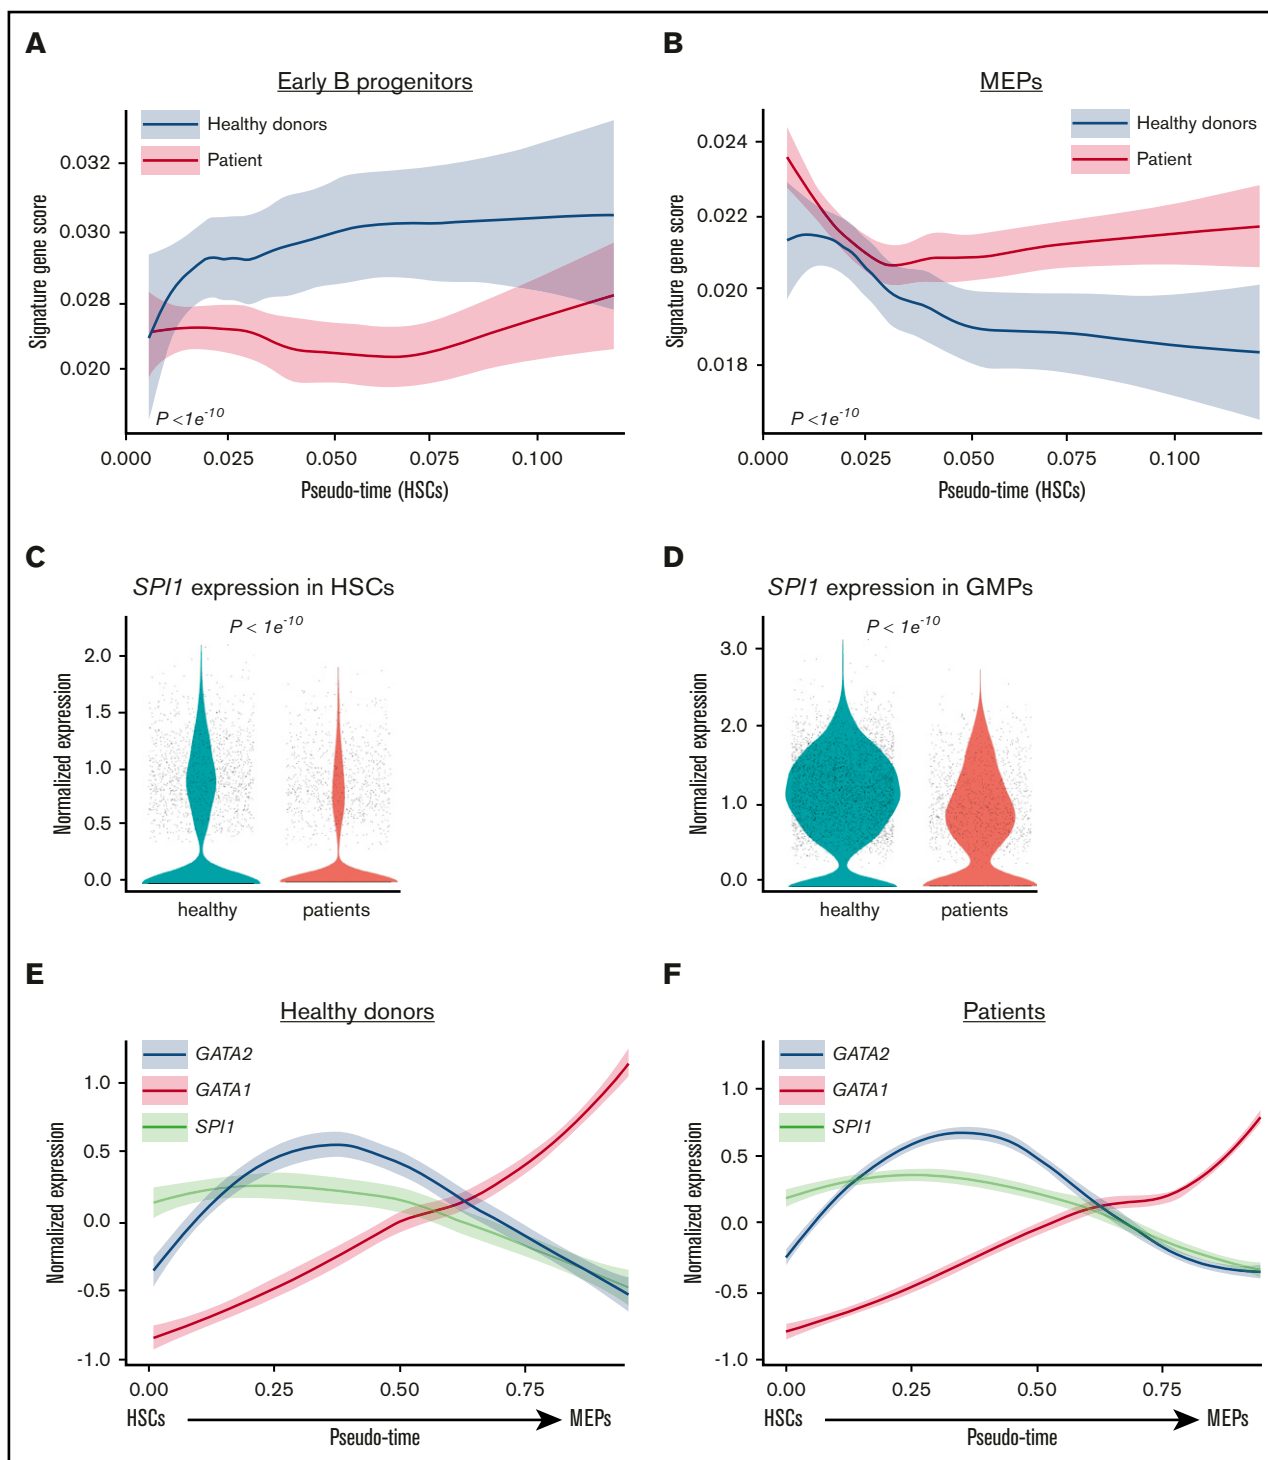 A
Early B progenitors
Healthy donors
Patient
Signature gene score
0.032
0.030
0.028
0.020
P <1e-10
0.000 0.025 0.050 0.075 0.100
Pseudo-time (HSCs)
B
MEPs
Healthy donors
Patient
Signature gene score
0.024
0.022
0.020
0.018
P <1e-10
0.000 0.025 0.050 0.075 0.100
Pseudo-time (HSCs)
C
SPI1 expression in HSCs
P < 1e-10
Normalized expression
2.0
1.5
1.0
0.5
0.0
healthy patients
D
SPI1 expression in GMPs
P < 1e-10
Normalized expression
3.0
2.0
1.0
0.0
healthy patients
E
Healthy donors
GATA2
GATA1
SPI1
Normalized expression
1.0
0.5
0.0
-0.5
-1.0
0.00 0.25 0.50 0.75
HSCs MEPs
Pseudo-time
F
Patients
GATA2
GATA1
SPI1
Normalized expression
1.0
0.5
0.0
-0.5
-1.0
0.00 0.25 0.50 0.75
HSCs MEPs
Pseudo-time